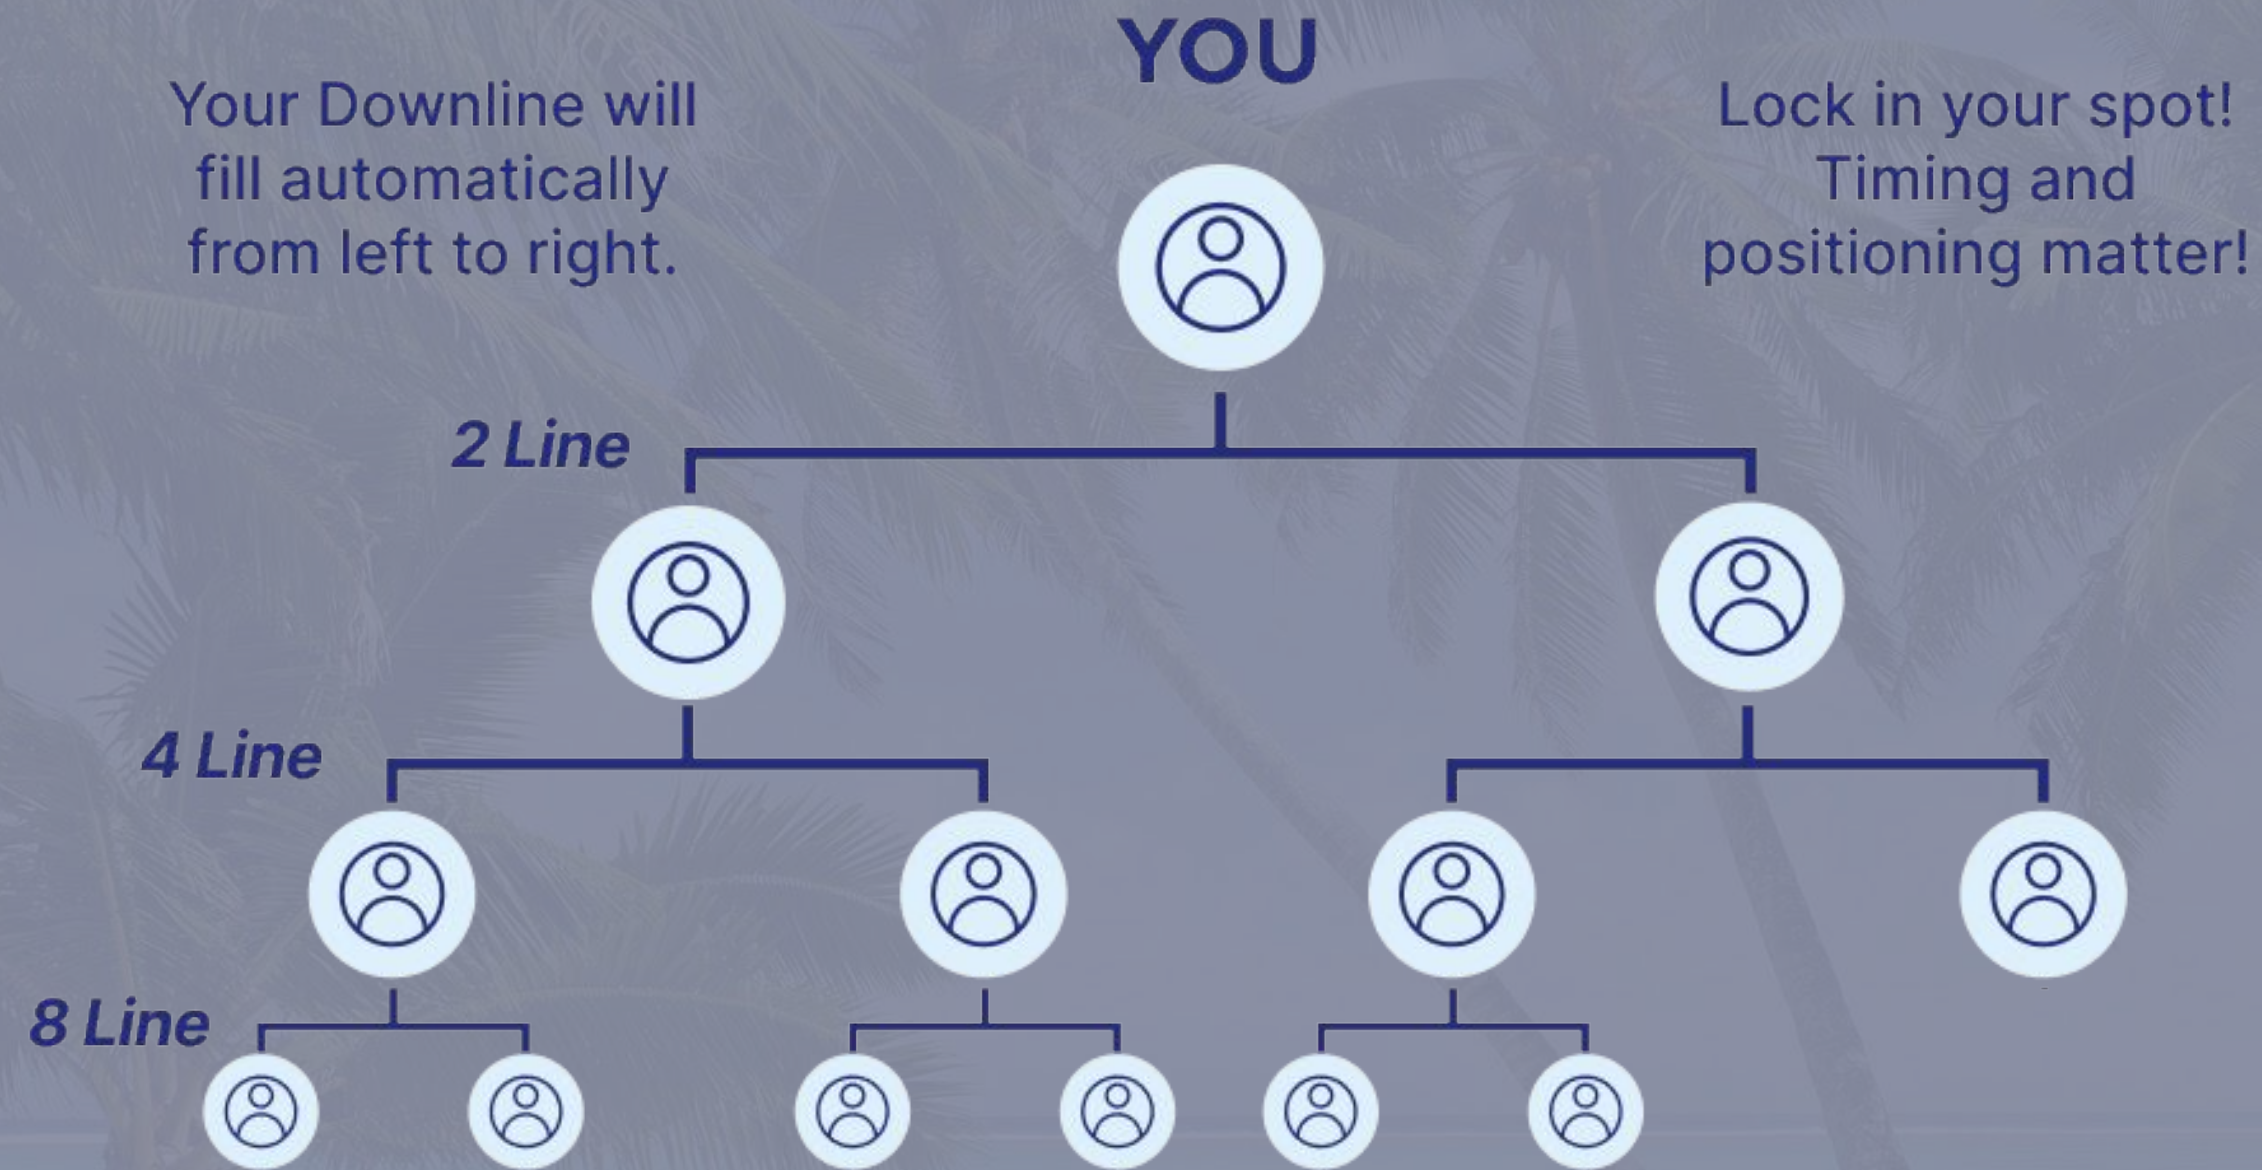 YOU
Your Downline will
fill automatically
from left to right.
Lock in your spot!
Timing and
positioning matter!
2 Line
4 Line
8 Line